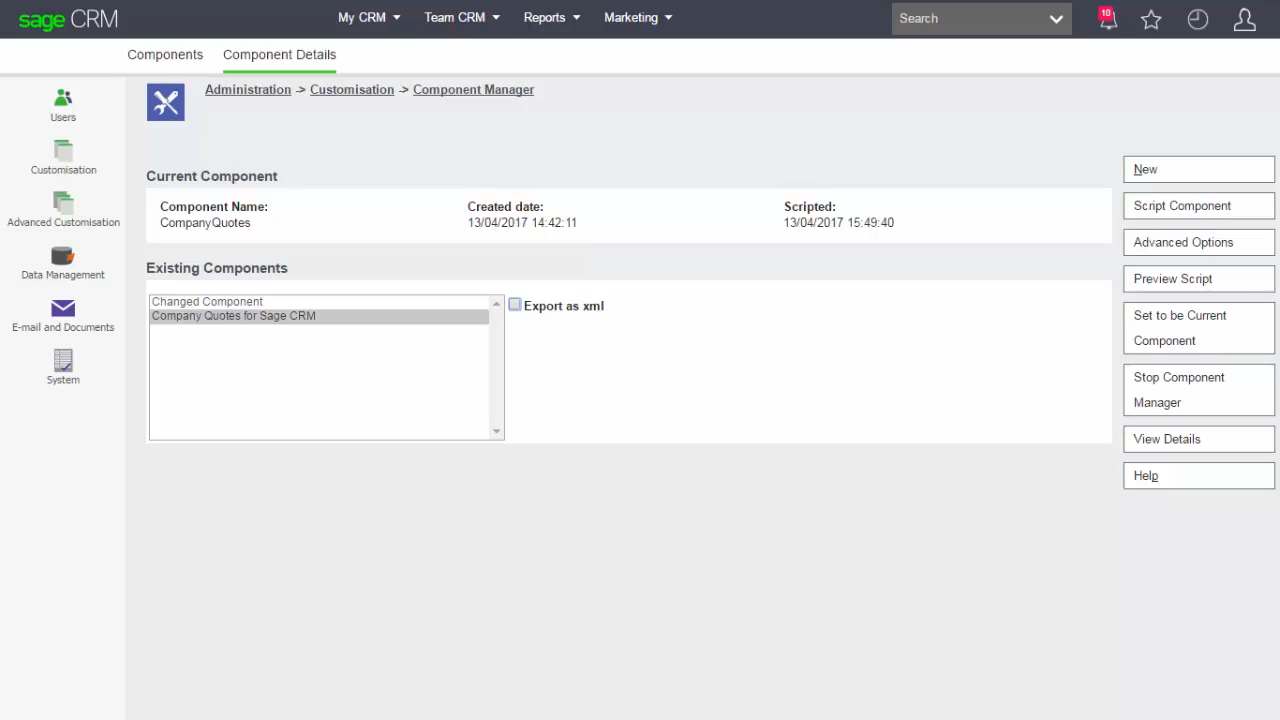 sage CRM
My CRM
Team CRM
Reports
Marketing
Search
10
Components
Component Details
Users
Customisation
Advanced Customisation
Data Management
E-mail and Documents
System
Administration -> Customisation -> Component Manager
Current Component
Component Name:
CompanyQuotes
Created date:
13/04/2017 14:42:11
Scripted:
13/04/2017 15:49:40
Existing Components
Changed Component
Company Quotes for Sage CRM
Export as xml
New
Script Component
Advanced Options
Preview Script
Set to be Current
Component
Stop Component
Manager
View Details
Help